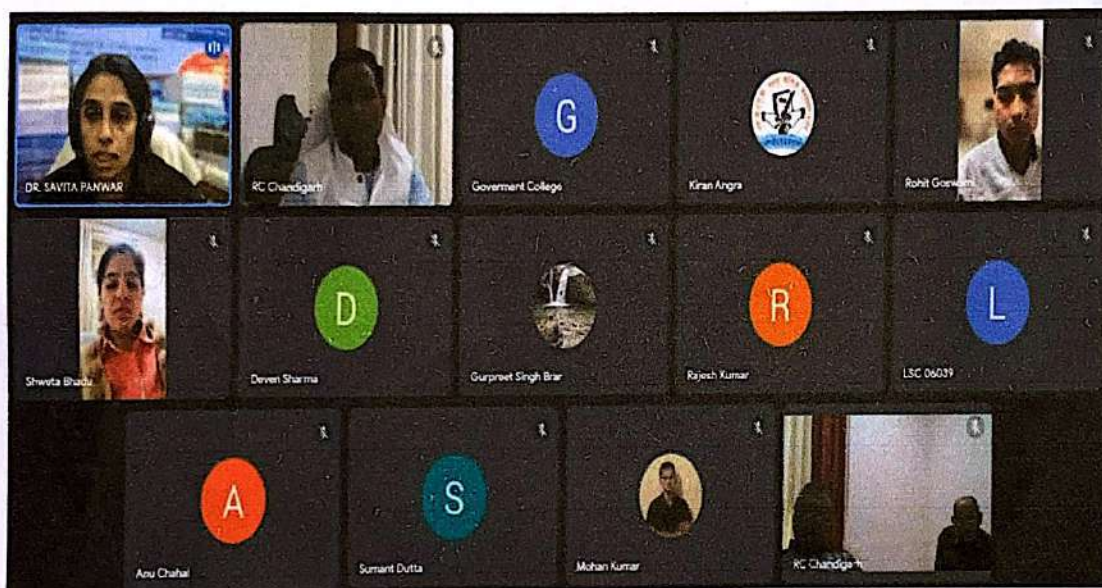 DR. SAVITA PANWAR
RC Chandigarh
G
Goverment College
Kiran Angra
Rohit Goswami
Shweta Bhadu
D
Deven Sharma
Gurpreet Singh Brar
R
Rajesh Kumar
L
LSC 06039
A
Anu Chahal
S
Sumant Dutta
Mohan Kumar
RC Chandigarh